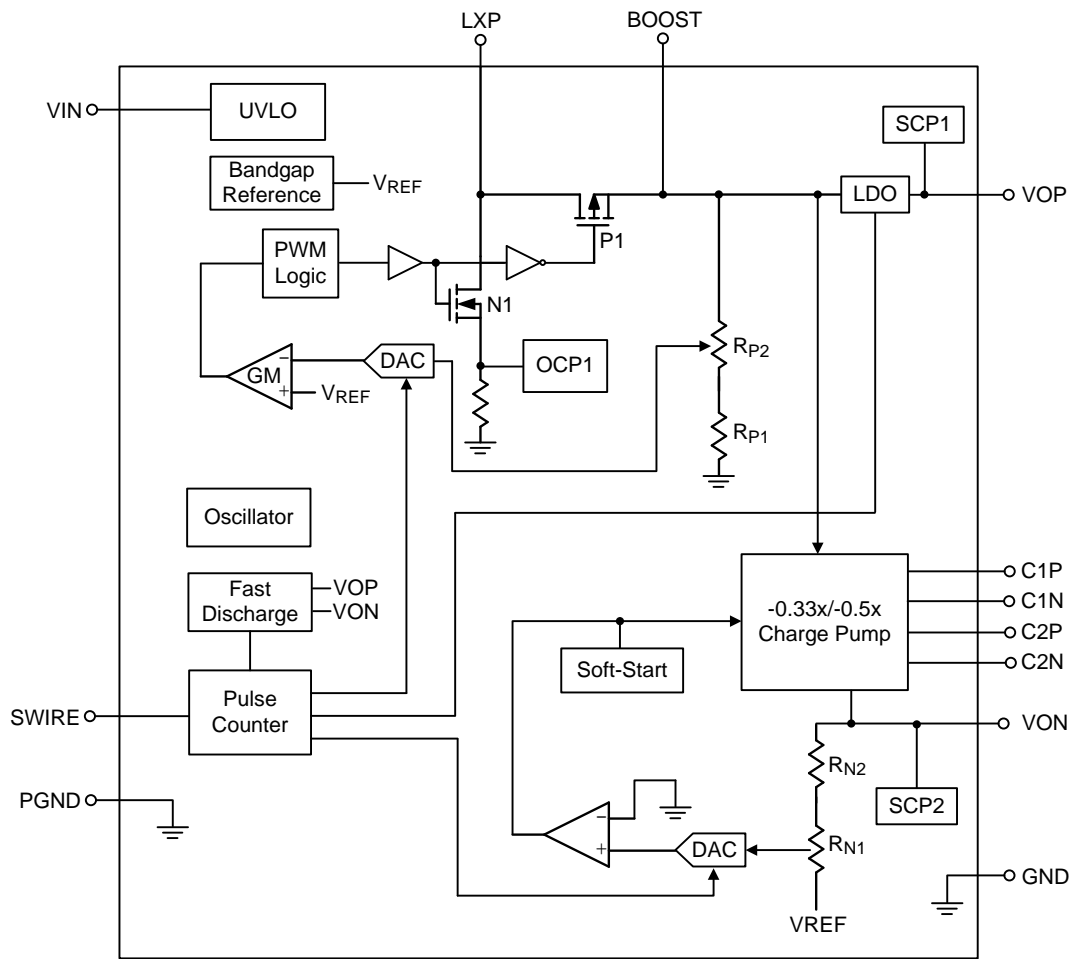 LXP
BOOST
VIN
UVLO
SCP1
Bandgap
Reference
VREF
LDO
VOP
P1
PWM
Logic
N1
DAC
OCP1
RP2
GM
−
+
VREF
RP1
Oscillator
Fast
Discharge
VOP
VON
-0.33x/-0.5x
Charge Pump
C1P
C1N
C2P
C2N
Soft-Start
Pulse
Counter
SWIRE
VON
RN2
SCP2
PGND
−
+
DAC
RN1
GND
VREF